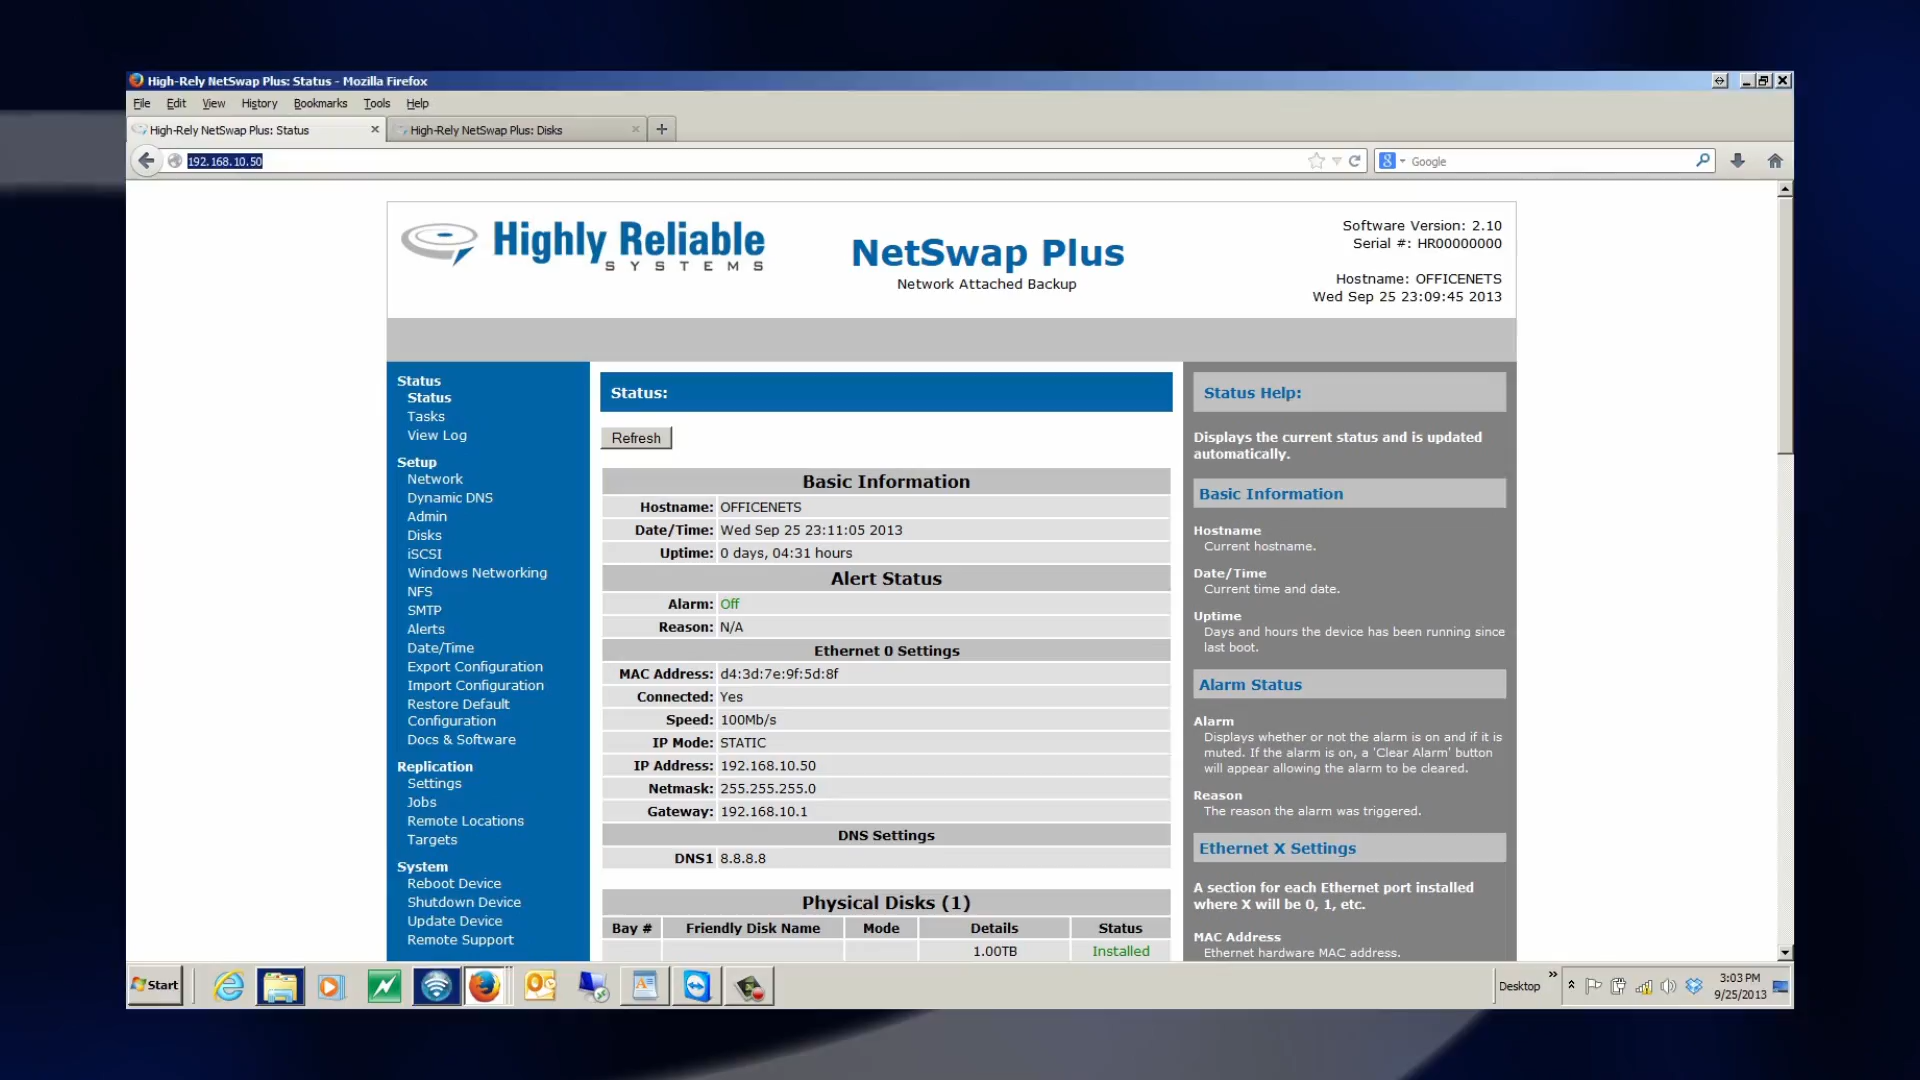 High-Rely NetSwap Plus: Status - Mozilla Firefox
File Edit View History Bookmarks Tools Help
High-Rely NetSwap Plus: Status
High-Rely NetSwap Plus: Disks
192.168.10.50
8 Google
Highly Reliable
SYSTEMS
NetSwap Plus
Network Attached Backup
Software Version: 2.10
Serial #: HR00000000
Hostname: OFFICENETS
Wed Sep 25 23:09:45 2013
Status
Status
Tasks
View Log
Setup
Network
Dynamic DNS
Admin
Disks
iSCSI
Windows Networking
NFS
SMTP
Alerts
Date/Time
Export Configuration
Import Configuration
Restore Default
Configuration
Docs & Software
Replication
Settings
Jobs
Remote Locations
Targets
System
Reboot Device
Shutdown Device
Update Device
Remote Support
Status:
Refresh
Basic Information
Hostname: OFFICENETS
Date/Time: Wed Sep 25 23:11:05 2013
Uptime: 0 days, 04:31 hours
Alert Status
Alarm: Off
Reason: N/A
Ethernet 0 Settings
MAC Address: d4:3d:7e:9f:5d:8f
Connected: Yes
Speed: 100Mb/s
IP Mode: STATIC
IP Address: 192.168.10.50
Netmask: 255.255.255.0
Gateway: 192.168.10.1
DNS Settings
DNS1 8.8.8.8
Physical Disks (1)
Bay # Friendly Disk Name Mode Details Status
1.00TB Installed
Status Help:
Displays the current status and is updated
automatically.
Basic Information
Hostname
Current hostname.
Date/Time
Current time and date.
Uptime
Days and hours the device has been running since
last boot.
Alarm Status
Alarm
Displays whether or not the alarm is on and if it is
muted. If the alarm is on, a 'Clear Alarm' button
will appear allowing the alarm to be cleared.
Reason
The reason the alarm was triggered.
Ethernet X Settings
A section for each Ethernet port installed
where X will be 0, 1, etc.
MAC Address
Ethernet hardware MAC address.
Start
Desktop
3:03 PM
9/25/2013